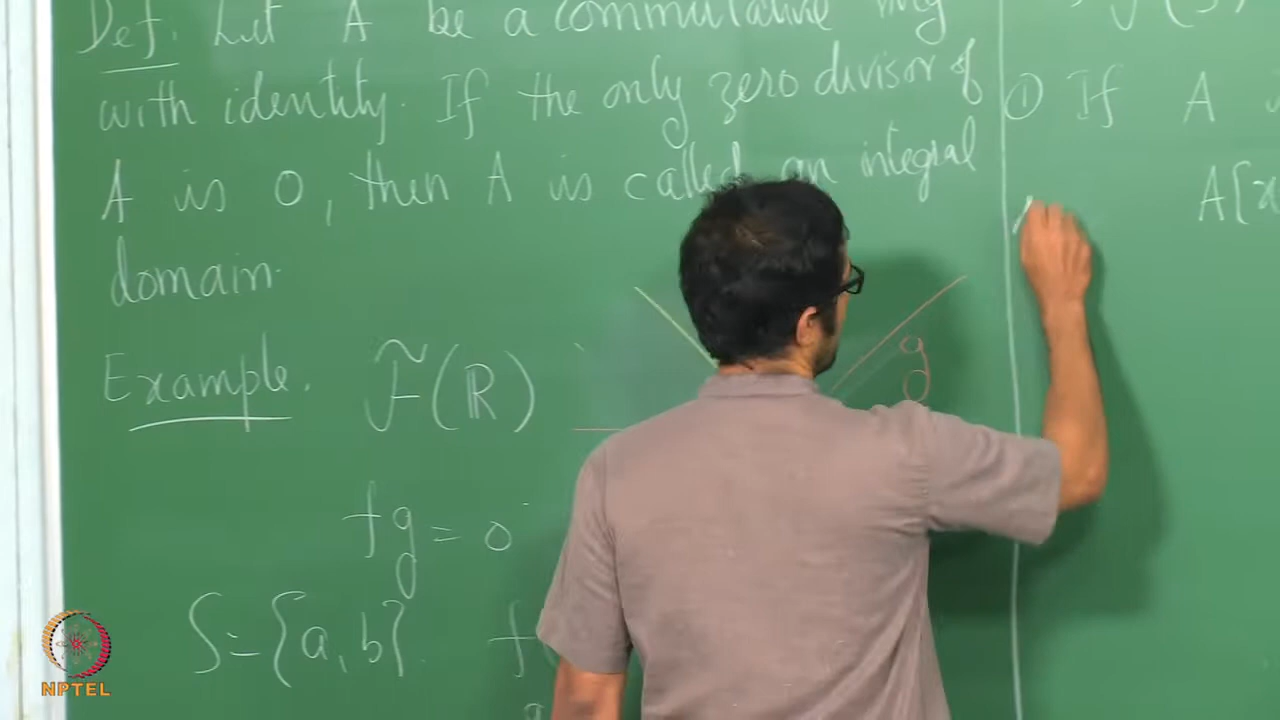 Def. Let A be a commutative ring
with identity. If the only zero divisor of
A is 0, then A is called an integral
domain.
Example. F̃(ℝ)
g
fg = 0
S = {a, b}. f
g
① If A
A[x
NPTEL